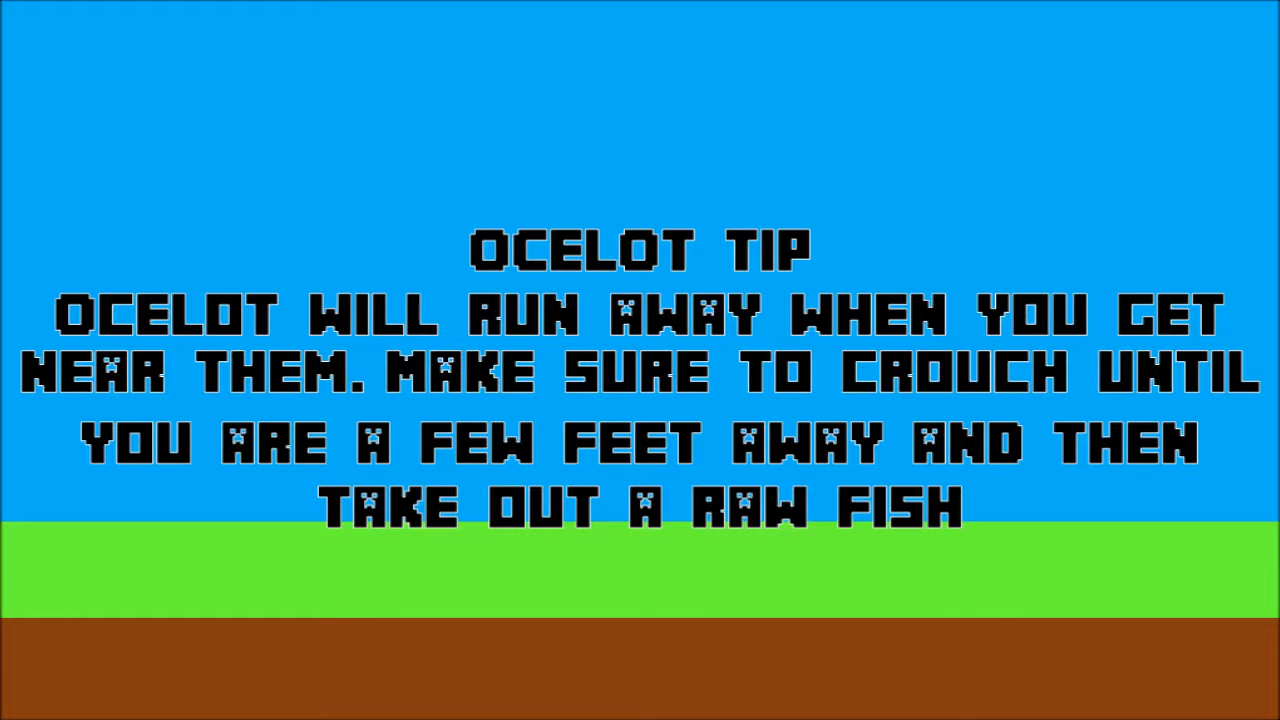 OCELOT TIP
OCELOT WILL RUN AWAY WHEN YOU GET
NEAR THEM. MAKE SURE TO CROUCH UNTIL
YOU ARE A FEW FEET AWAY AND THEN
TAKE OUT A RAW FISH